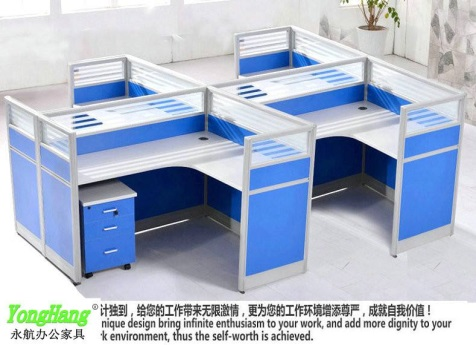 YongHang
永航办公家具
计独到，给您的工作带来无限激情，更为您的工作环境增添尊严，成就自我价值！
nique design bring infinite enthusiasm to your work, and add more dignity to your
rk environment, thus the self-worth is achieved.